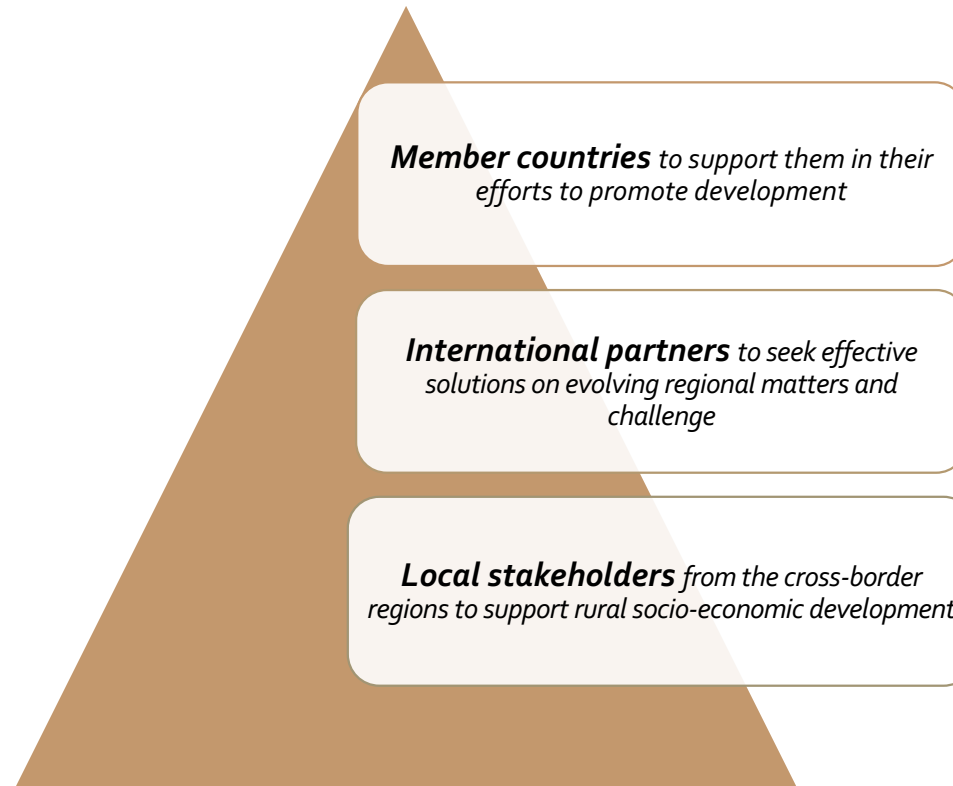 Member countries to support them in their
efforts to promote development
International partners to seek effective
solutions on evolving regional matters and
challenge
Local stakeholders from the cross-border
regions to support rural socio-economic development